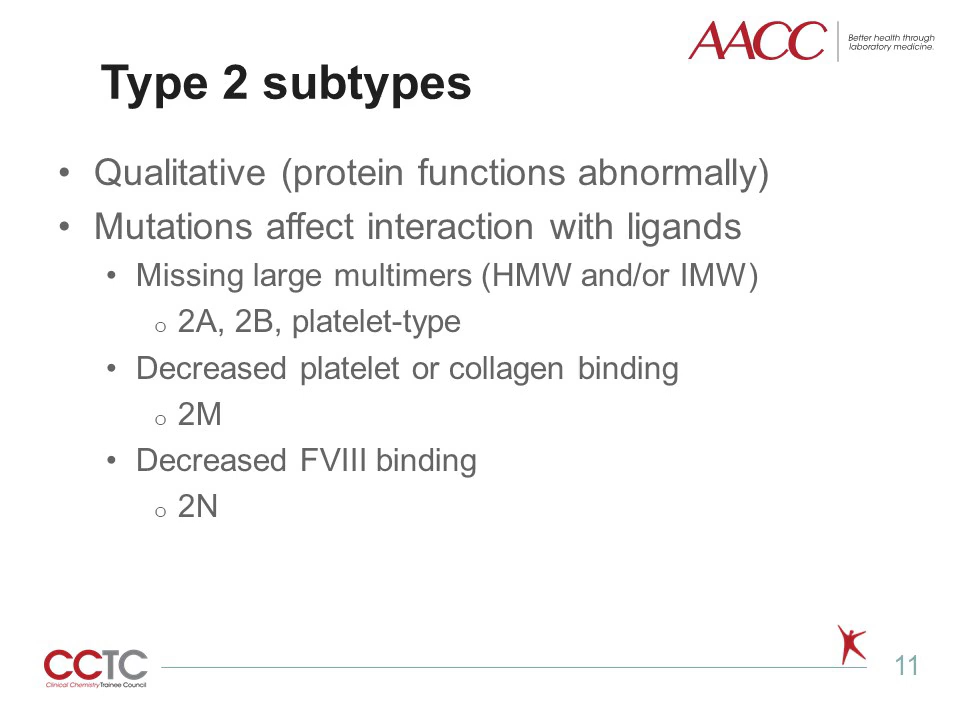 AACC
Better health through
laboratory medicine.
Type 2 subtypes
• Qualitative (protein functions abnormally)
• Mutations affect interaction with ligands
• Missing large multimers (HMW and/or IMW)
o 2A, 2B, platelet-type
• Decreased platelet or collagen binding
o 2M
• Decreased FVIII binding
o 2N
CCTC
Clinical Chemistry Trainee Council
11